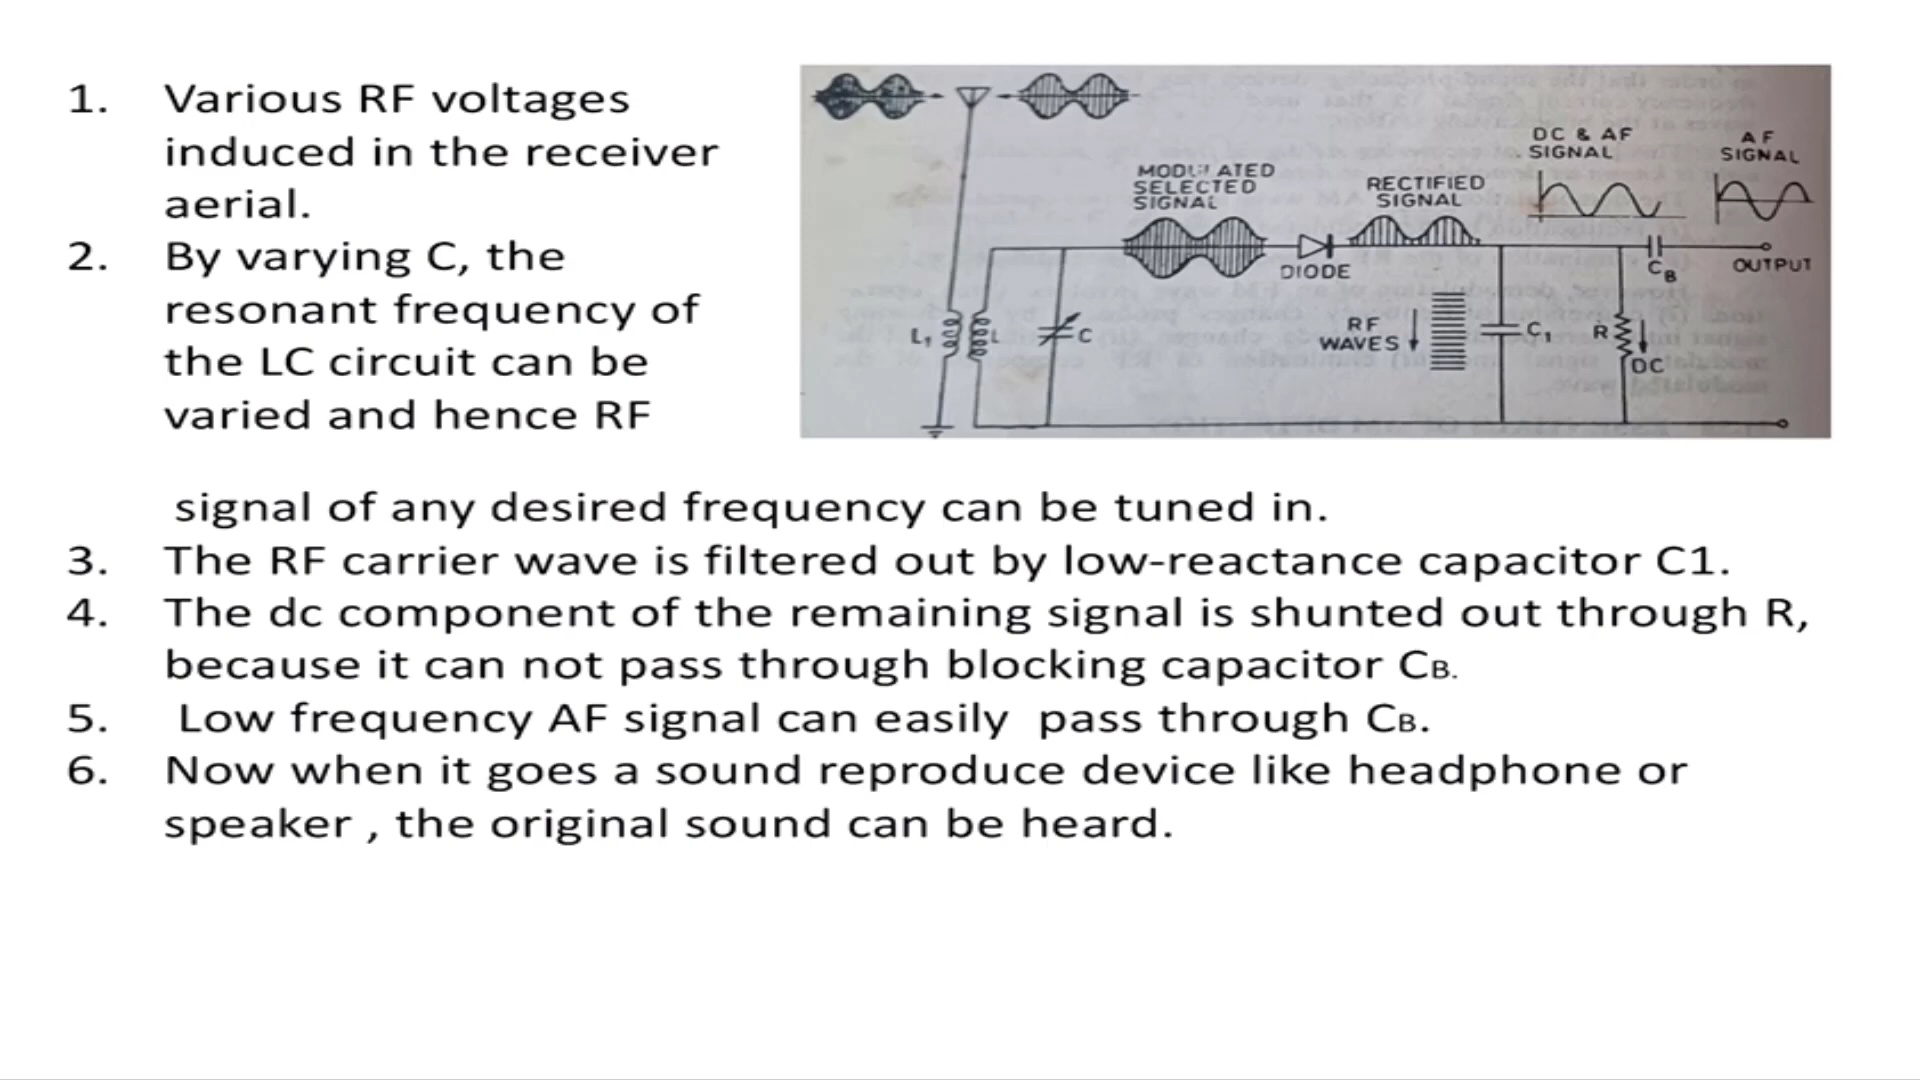 1. Various RF voltages
induced in the receiver
aerial.
2. By varying C, the
resonant frequency of
the LC circuit can be
varied and hence RF
signal of any desired frequency can be tuned in.
3. The RF carrier wave is filtered out by low-reactance capacitor C1.
4. The dc component of the remaining signal is shunted out through R,
because it can not pass through blocking capacitor CB.
5. Low frequency AF signal can easily pass through CB.
6. Now when it goes a sound reproduce device like headphone or
speaker , the original sound can be heard.
MODULATED
SELECTED
SIGNAL
RECTIFIED
SIGNAL
DC & AF
SIGNAL
AF
SIGNAL
DIODE
CB
OUTPUT
L1
L
C
RF
WAVES
C1
R
DC